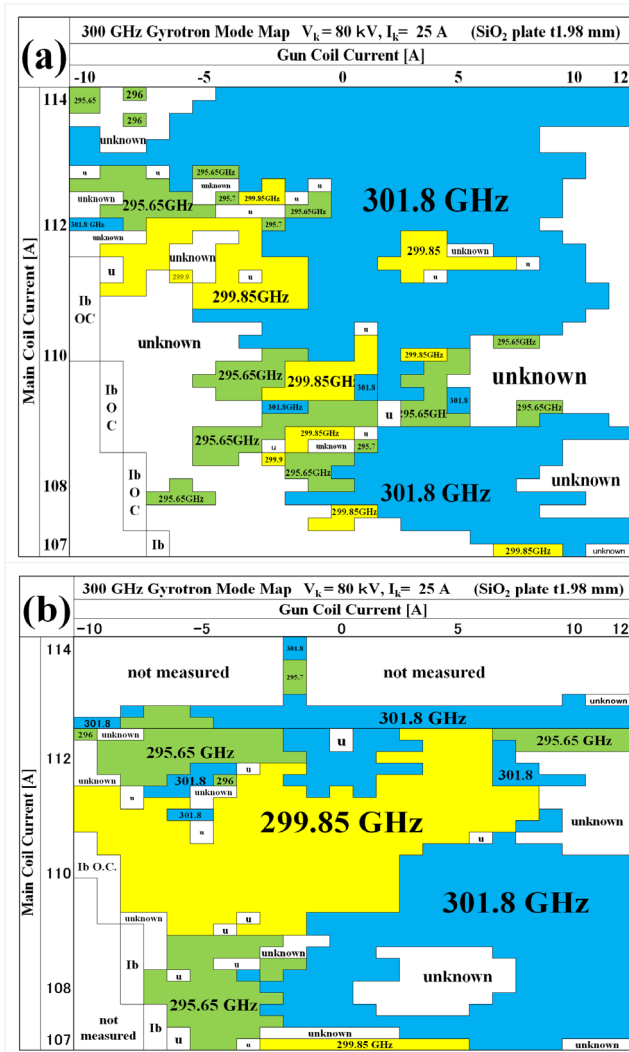 (a)
300 GHz Gyrotron Mode Map Vk = 80 kV, Ik = 25 A (SiO2 plate t1.98 mm)
Gun Coil Current [A]
-10 -5 0 5 10 12
Main Coil Current [A]
114
295.65 296
296
unknown
u u 295.65GHz u
unknown unknown u
295.65GHz 295.7 299.85GHz u
301.8 GHz
u 295.65GHz
112
301.8 GHz 295.7
unknown
299.85 unknown
unknown
u
u 299.9 u u
299.85GHz
Ib
OC
u
unknown
295.65GHz
110
299.85GHz
295.65GHz
unknown
299.85GHz
301.8
Ib
O
C
301.8GHz
301.8
u 295.65GHz 295.65GHz
299.85GHz u
295.65GHz
u unknown 295.7
299.9
295.65GHz
unknown
108
Ib
O
C
295.65GHz
301.8 GHz
299.85GHz
107
Ib
299.85GHz unknown
(b)
300 GHz Gyrotron Mode Map Vk = 80 kV, Ik = 25 A (SiO2 plate t1.98 mm)
Gun Coil Current [A]
-10 -5 0 5 10 12
Main Coil Current [A]
114
301.8
not measured 295.7 not measured
unknown
301.8 301.8 GHz
296 unknown
u 295.65 GHz
112
295.65 GHz
u
unknown 301.8 296 301.8
u unknown
301.8
299.85 GHz
unknown
u u
110
Ib O.C.
301.8 GHz
unknown u
u
unknown
Ib
u
u unknown
108
295.65 GHz
not
measured
Ib
unknown
u
107
u 299.85 GHz unknown